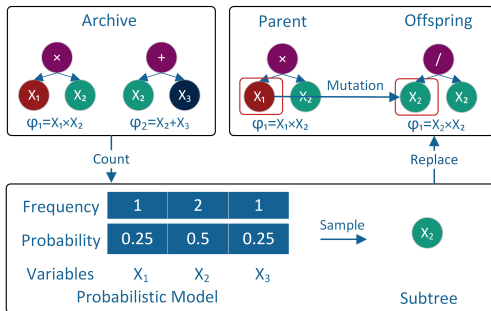 Archive
Parent
Offspring
×
+
×
/
X₁
X₂
X₂
X₃
X₁
X₂
Mutation
X₂
X₂
φ₁=X₁×X₂
φ₂=X₂+X₃
φ₁=X₁×X₂
φ₁=X₂×X₂
Count
Replace
Frequency 1 2 1
Probability 0.25 0.5 0.25
Sample
X₂
Variables X₁ X₂ X₃
Probabilistic Model
Subtree